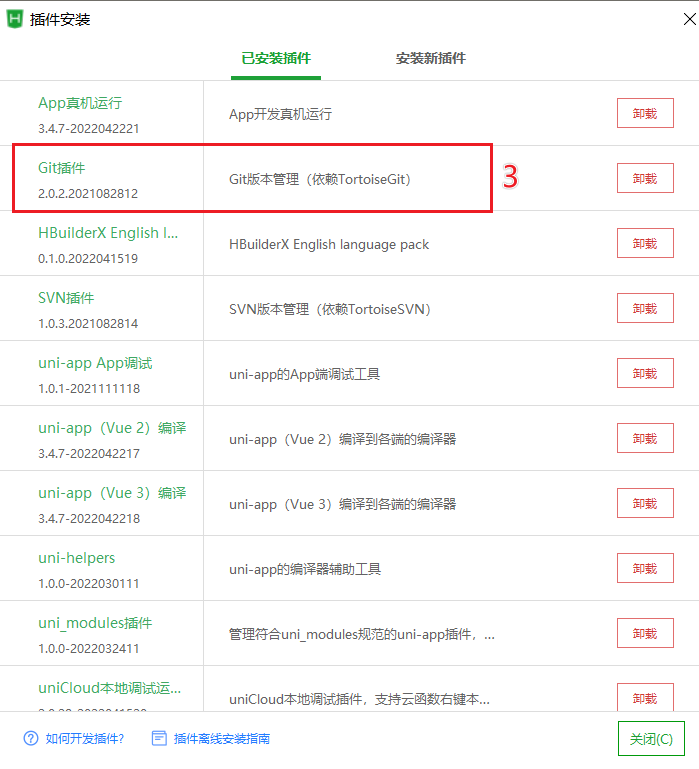 插件安装
已安装插件
安装新插件
App真机运行
3.4.7-2022042221
App开发真机运行
卸载
Git插件
2.0.2.2021082812
Git版本管理（依赖TortoiseGit）
3
卸载
HBuilderX English l...
0.1.0.2022041519
HBuilderX English language pack
卸载
SVN插件
1.0.3.2021082814
SVN版本管理（依赖TortoiseSVN）
卸载
uni-app App调试
1.0.1-2021111118
uni-app的App端调试工具
卸载
uni-app（Vue 2）编译
3.4.7-2022042217
uni-app（Vue 2）编译到各端的编译器
卸载
uni-app（Vue 3）编译
3.4.7-2022042218
uni-app（Vue 3）编译到各端的编译器
卸载
uni-helpers
1.0.0-2022030111
uni-app的编译器辅助工具
卸载
uni_modules插件
1.0.0-2022032411
管理符合uni_modules规范的uni-app插件，...
卸载
uniCloud本地调试运...
uniCloud本地调试插件，支持云函数右键本...
卸载
如何开发插件?
插件离线安装指南
关闭(C)